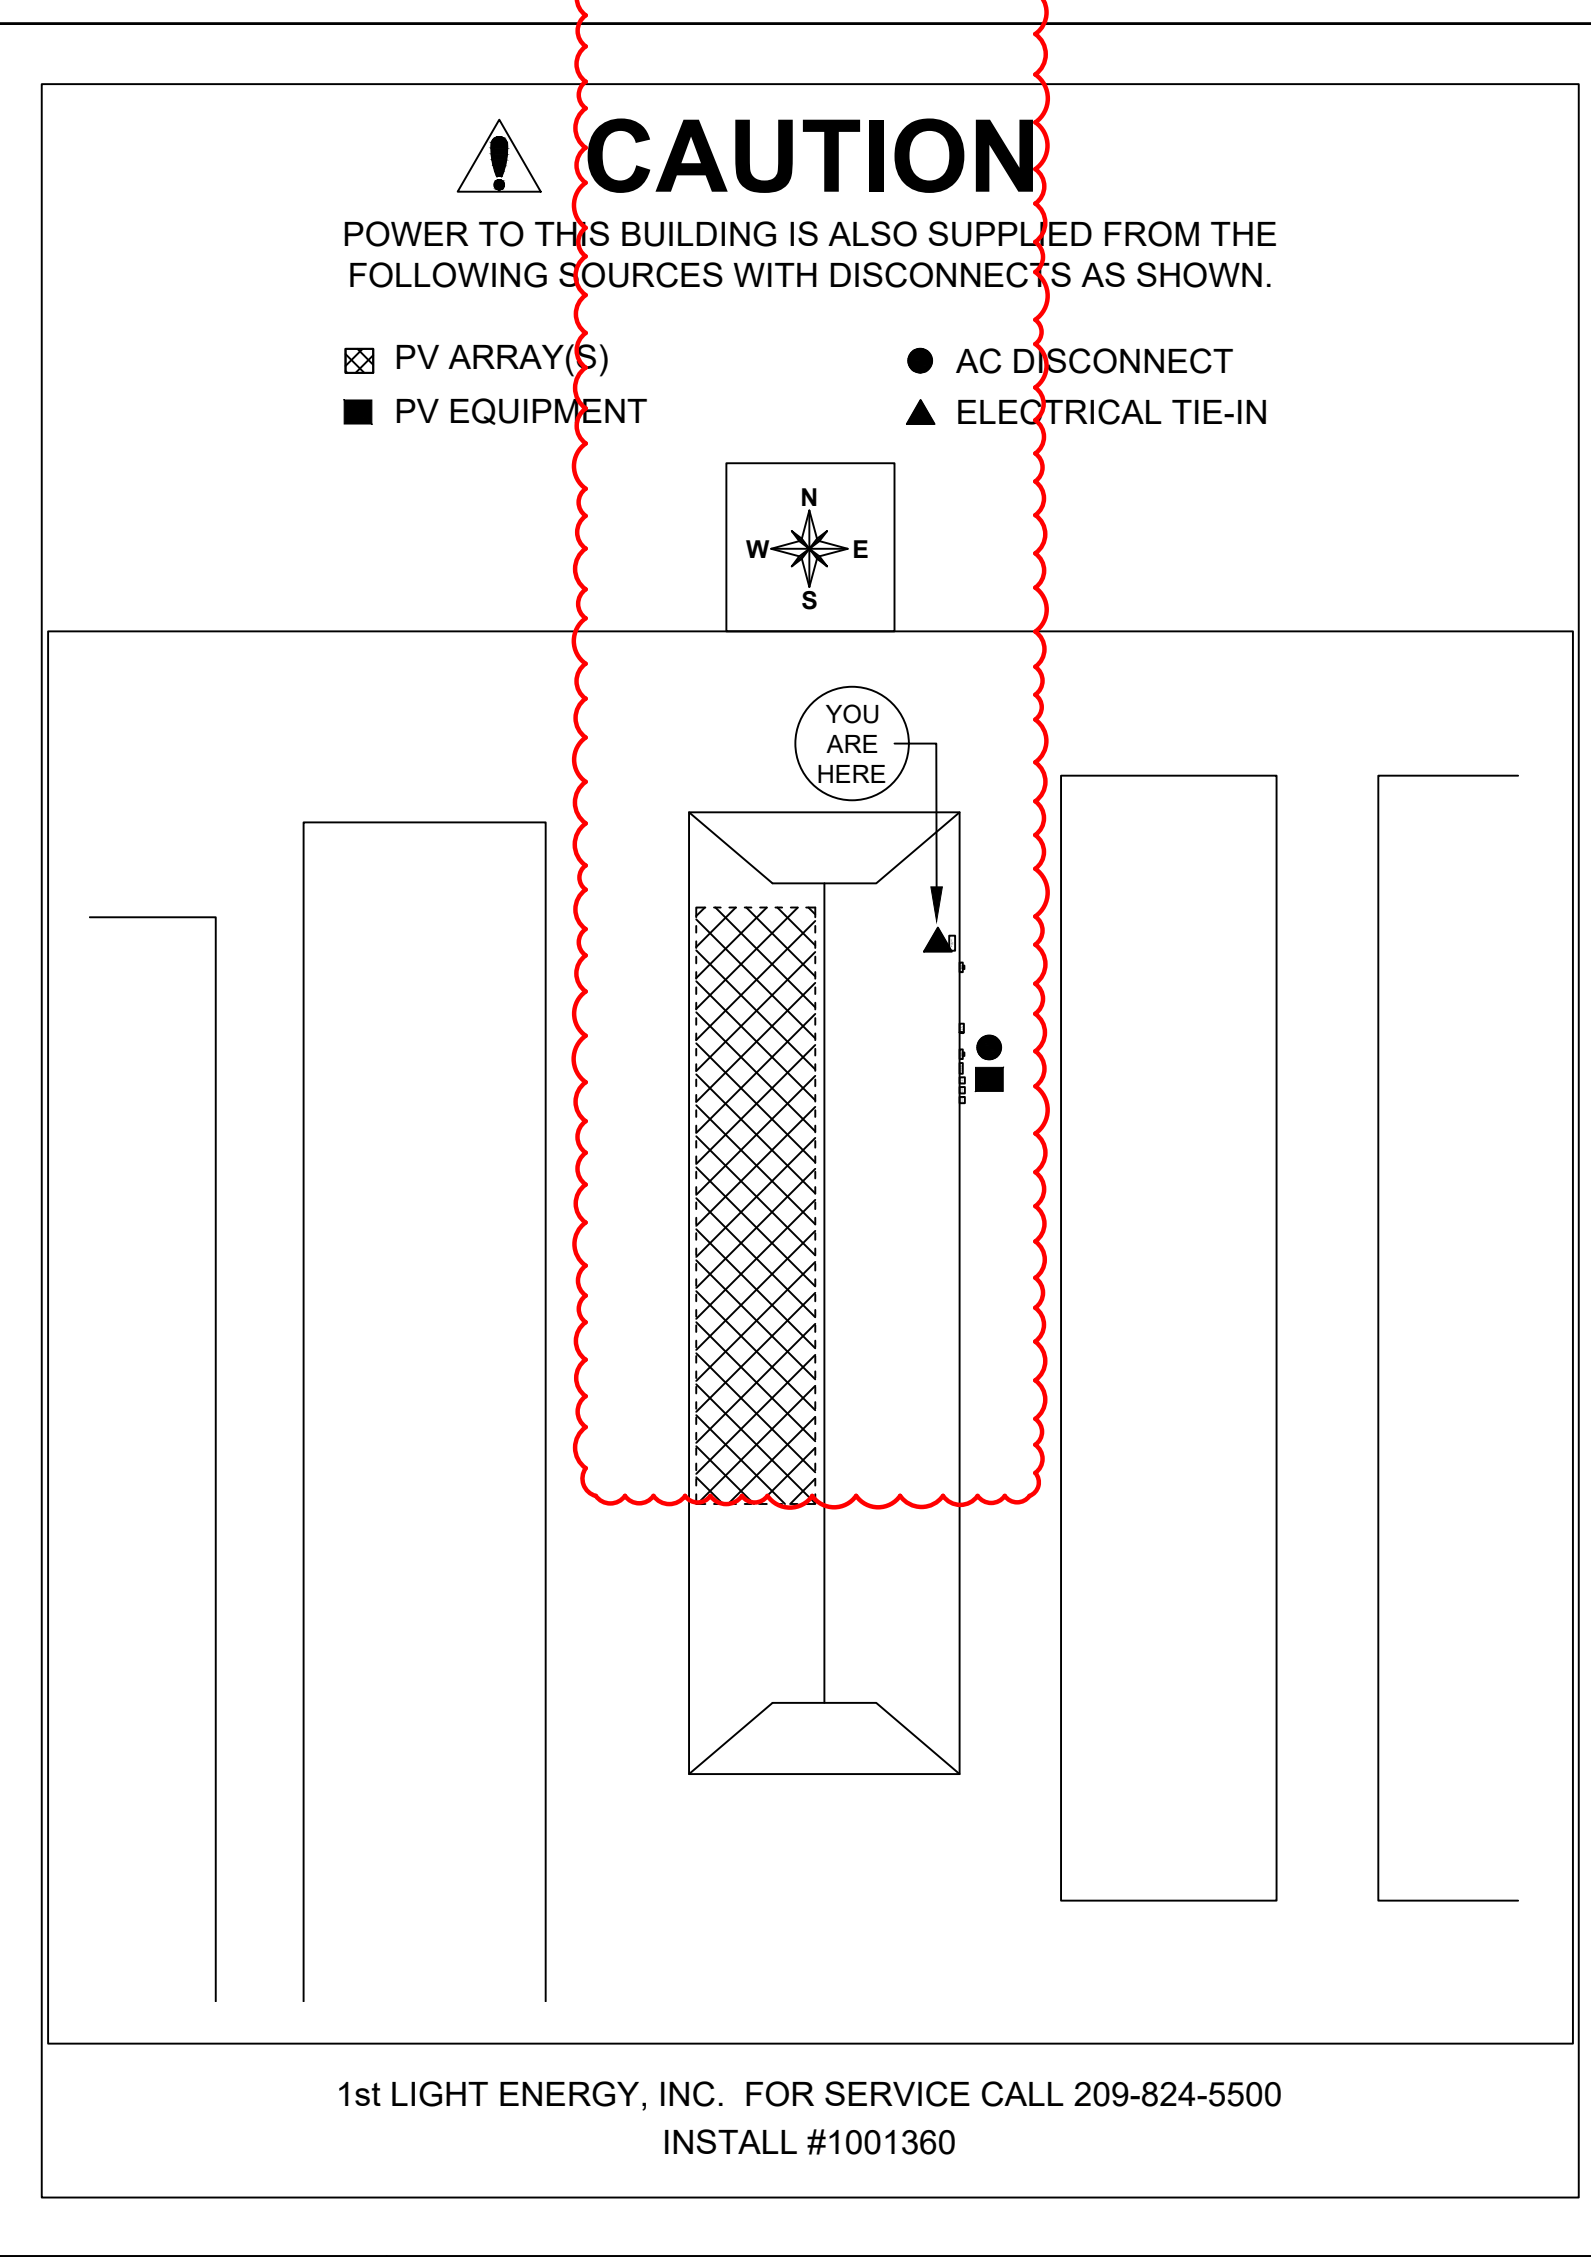 CAUTION
POWER TO THIS BUILDING IS ALSO SUPPLIED FROM THE
FOLLOWING SOURCES WITH DISCONNECTS AS SHOWN.
PV ARRAY(S)
AC DISCONNECT
PV EQUIPMENT
ELECTRICAL TIE-IN
N
W E
S
YOU
ARE
HERE
1st LIGHT ENERGY, INC. FOR SERVICE CALL 209-824-5500
INSTALL #1001360